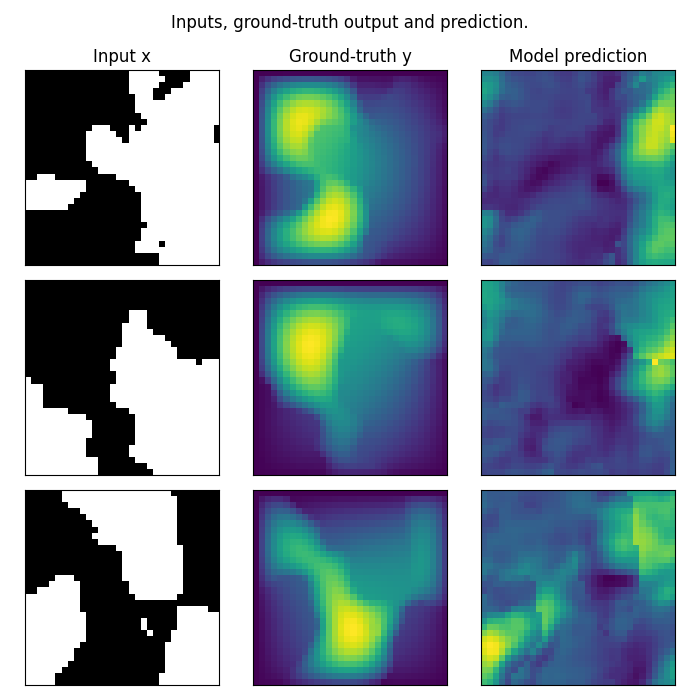 Inputs, ground-truth output and prediction.
Input x
Ground-truth y
Model prediction